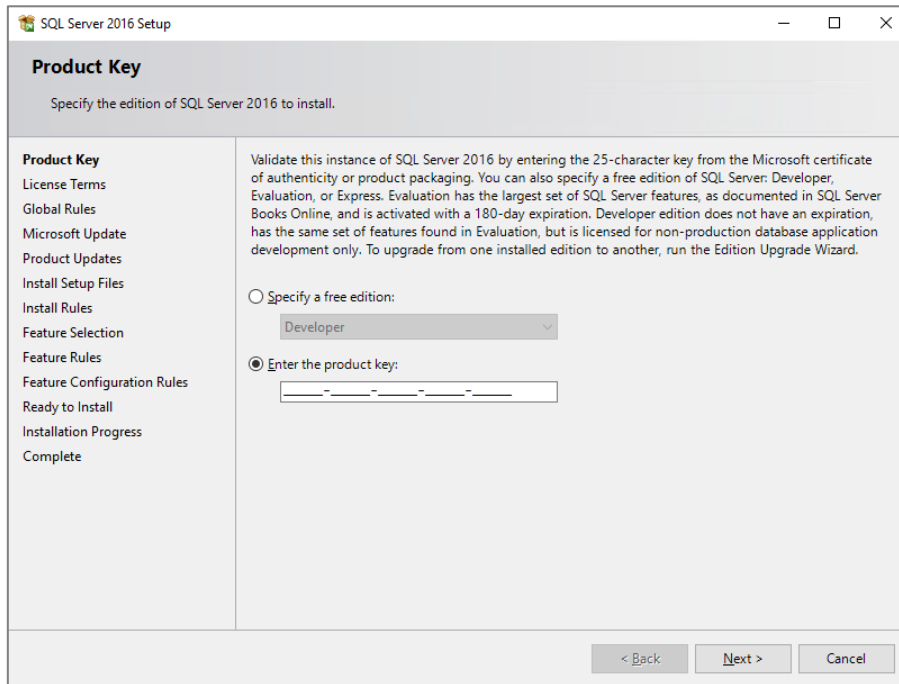 SQL Server 2016 Setup
Product Key
Specify the edition of SQL Server 2016 to install.
Product Key
License Terms
Global Rules
Microsoft Update
Product Updates
Install Setup Files
Install Rules
Feature Selection
Feature Rules
Feature Configuration Rules
Ready to Install
Installation Progress
Complete
Validate this instance of SQL Server 2016 by entering the 25-character key from the Microsoft certificate
of authenticity or product packaging. You can also specify a free edition of SQL Server: Developer,
Evaluation, or Express. Evaluation has the largest set of SQL Server features, as documented in SQL Server
Books Online, and is activated with a 180-day expiration. Developer edition does not have an expiration,
has the same set of features found in Evaluation, but is licensed for non-production database application
development only. To upgrade from one installed edition to another, run the Edition Upgrade Wizard.
Specify a free edition:
Developer
Enter the product key:
_____-_____-_____-_____-_____
< Back
Next >
Cancel